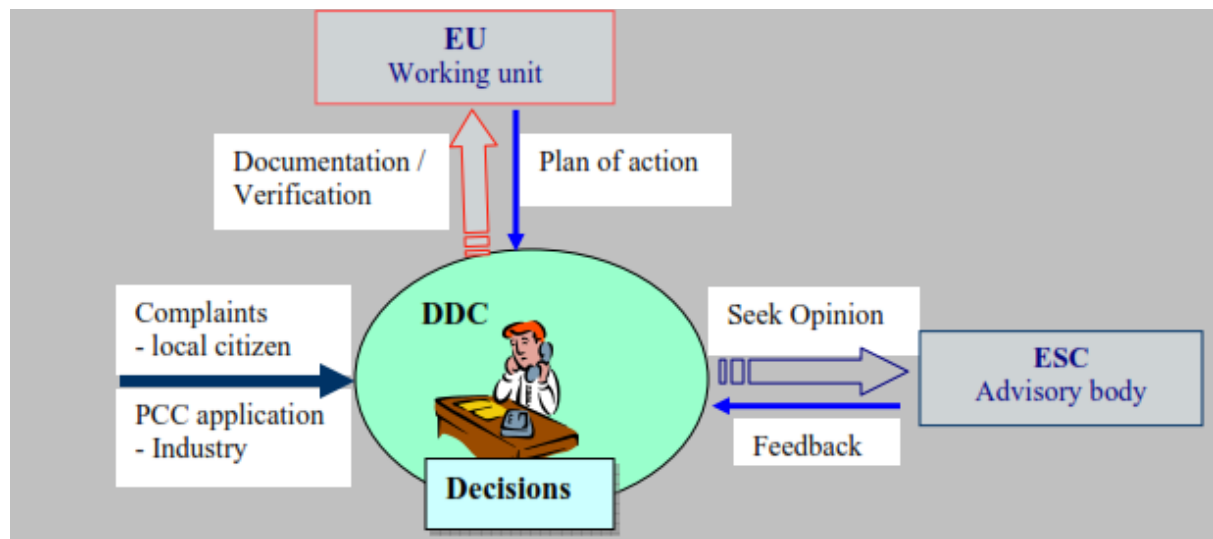 EU
Working unit
Documentation /
Verification
Plan of action
Complaints
- local citizen
PCC application
- Industry
DDC
Decisions
Seek Opinion
Feedback
ESC
Advisory body